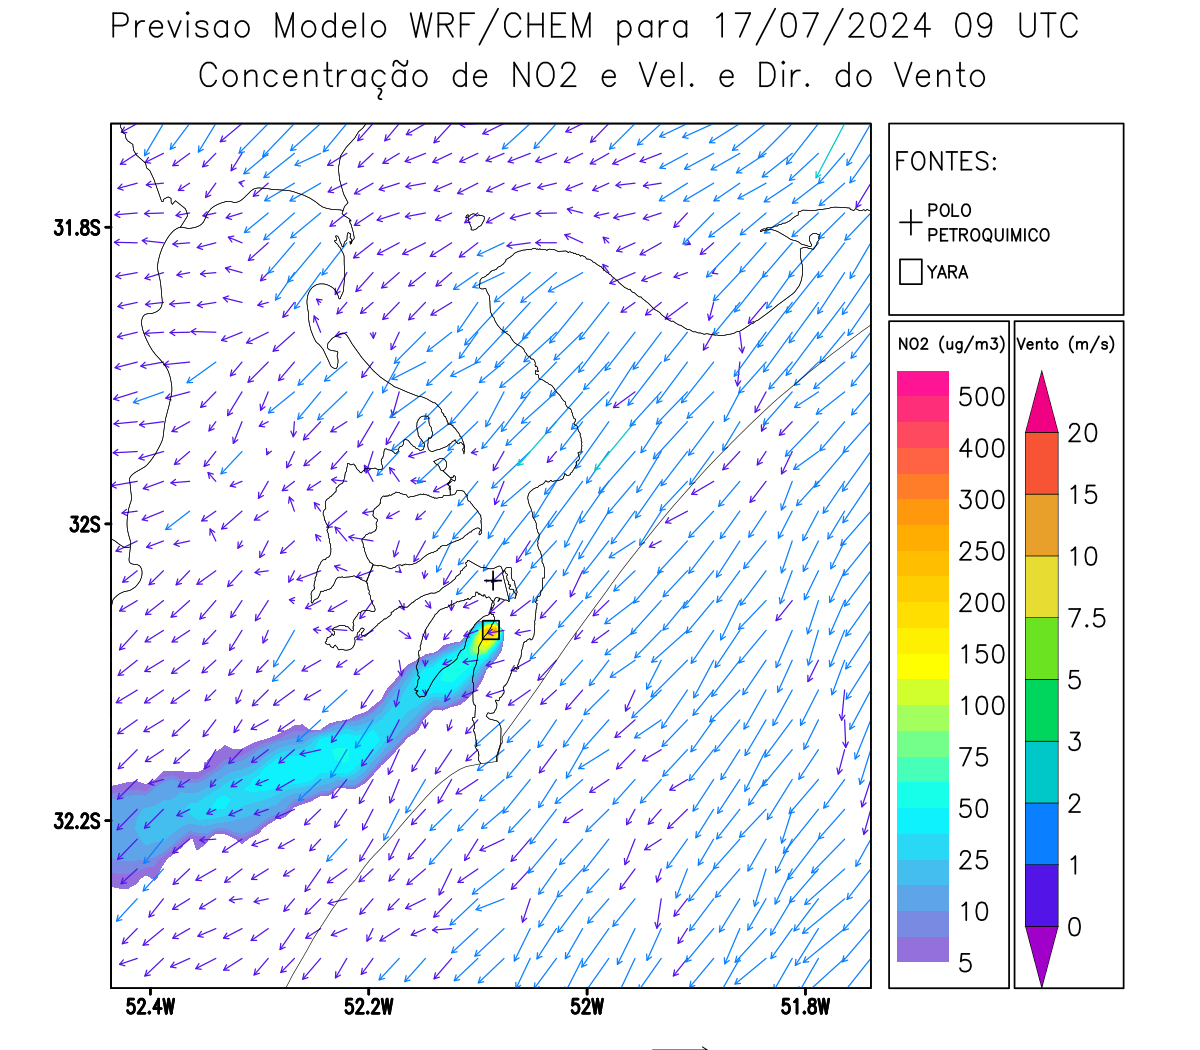 Previsao Modelo WRF/CHEM para 17/07/2024 09 UTC
Concentração de NO2 e Vel. e Dir. do Vento
FONTES:
POLO
PETROQUIMICO
YARA
NO2 (ug/m3)
500
400
300
250
200
150
100
75
50
25
10
5
Vento (m/s)
20
15
10
7.5
5
3
2
1
0
31.8S
32S
32.2S
52.4W
52.2W
52W
51.8W